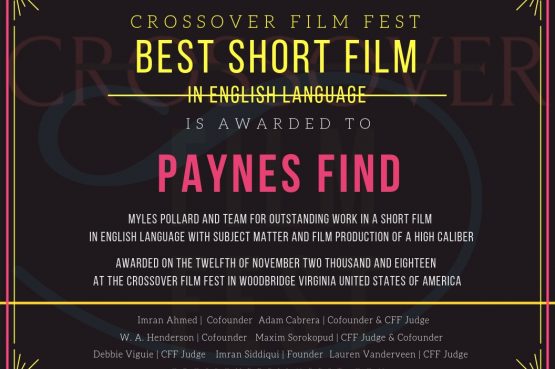 CROSSOVER FILM FEST
BEST SHORT FILM
IN ENGLISH LANGUAGE
IS AWARDED TO
PAYNES FIND
MYLES POLLARD AND TEAM FOR OUTSTANDING WORK IN A SHORT FILM
IN ENGLISH LANGUAGE WITH SUBJECT MATTER AND FILM PRODUCTION OF A HIGH CALIBER
AWARDED ON THE TWELFTH OF NOVEMBER TWO THOUSAND AND EIGHTEEN
AT THE CROSSOVER FILM FEST IN WOODBRIDGE VIRGINIA UNITED STATES OF AMERICA
Imran Ahmed | Cofounder Adam Cabrera | Cofounder & CFF Judge
W. A. Henderson | Cofounder Maxim Sorokopud | CFF Judge & Cofounder
Debbie Viguie | CFF Judge Imran Siddiqui | Founder Lauren Vanderveen | CFF Judge
CROSSOVER
FILM